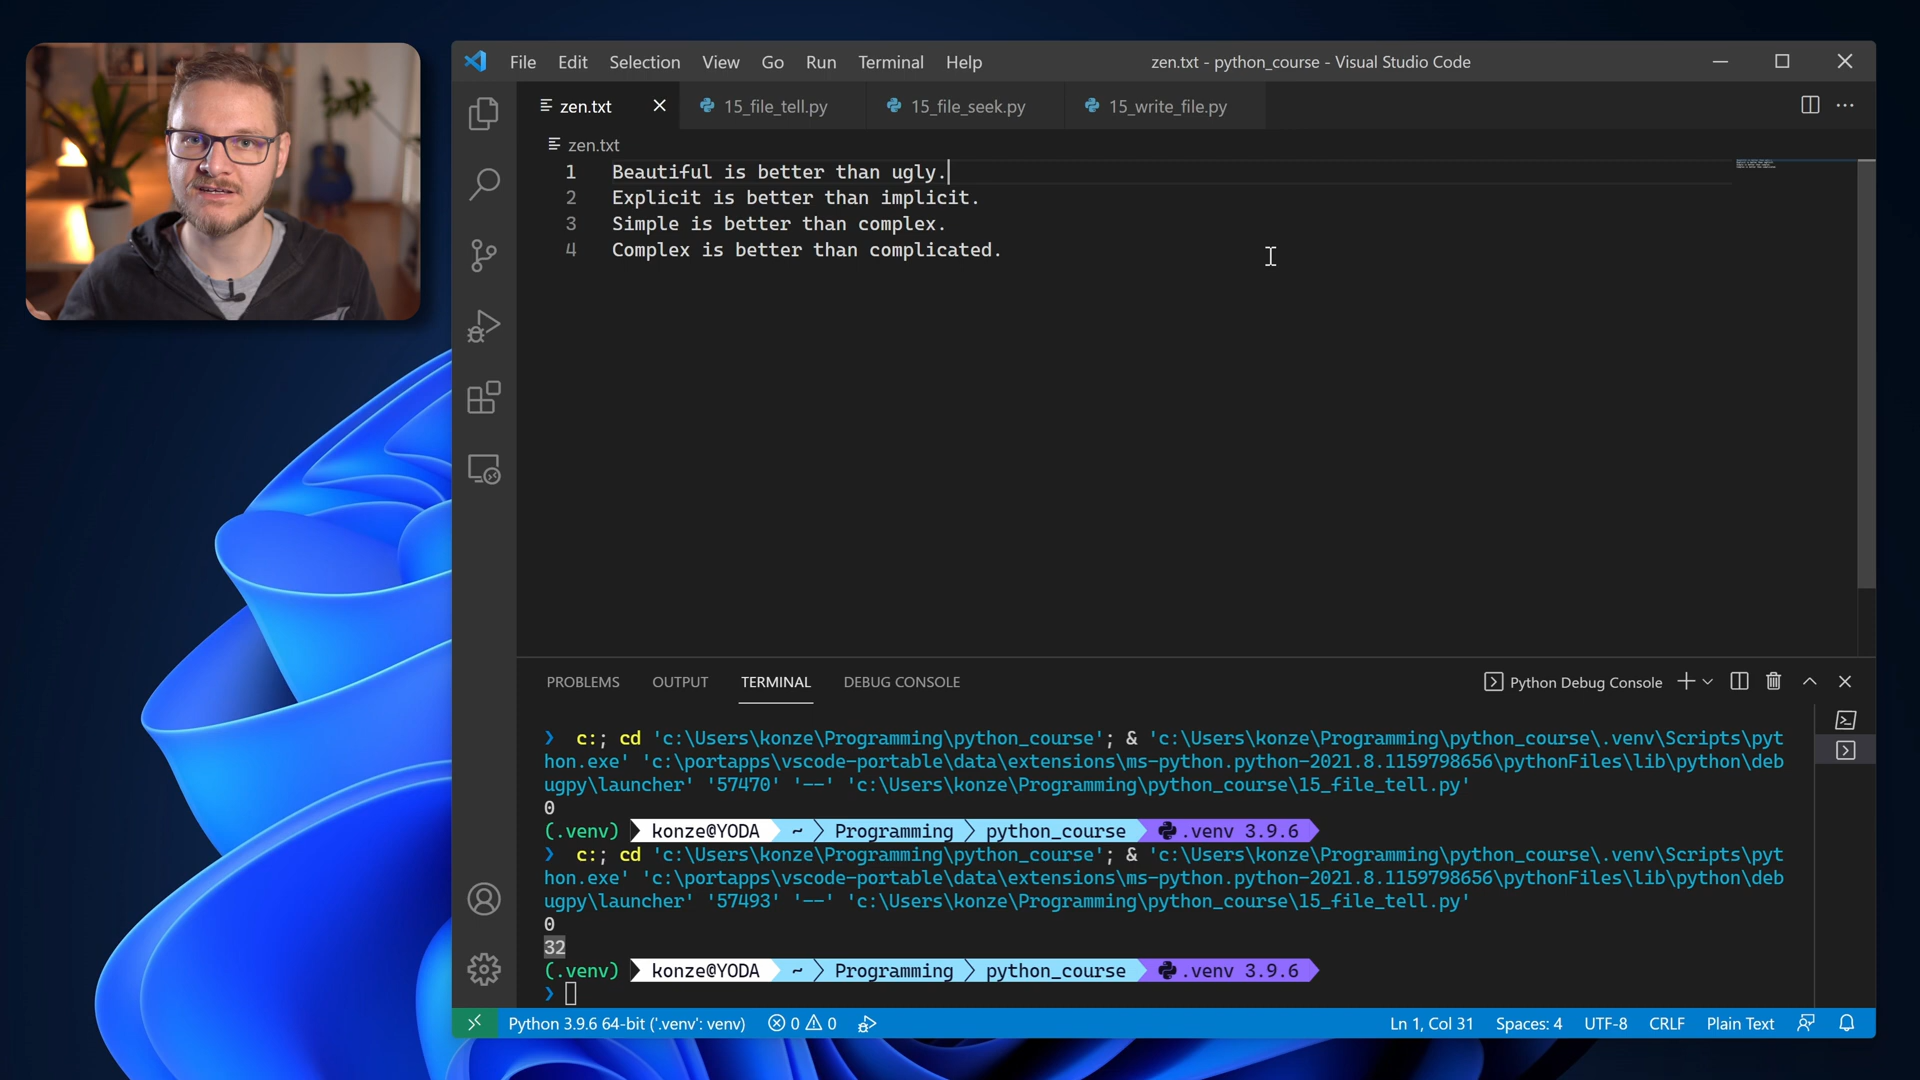 File Edit Selection View Go Run Terminal Help zen.txt - python_course - Visual Studio Code
zen.txt 15_file_tell.py 15_file_seek.py 15_write_file.py
zen.txt
1 Beautiful is better than ugly.
2 Explicit is better than implicit.
3 Simple is better than complex.
4 Complex is better than complicated.
PROBLEMS OUTPUT TERMINAL DEBUG CONSOLE Python Debug Console
❯ c:; cd 'c:\Users\konze\Programming\python_course'; & 'c:\Users\konze\Programming\python_course\.venv\Scripts\pyt
hon.exe' 'c:\portapps\vscode-portable\data\extensions\ms-python.python-2021.8.1159798656\pythonFiles\lib\python\deb
ugpy\launcher' '57470' '--' 'c:\Users\konze\Programming\python_course\15_file_tell.py'
0
(.venv) konze@YODA ~ Programming python_course .venv 3.9.6
❯ c:; cd 'c:\Users\konze\Programming\python_course'; & 'c:\Users\konze\Programming\python_course\.venv\Scripts\pyt
hon.exe' 'c:\portapps\vscode-portable\data\extensions\ms-python.python-2021.8.1159798656\pythonFiles\lib\python\deb
ugpy\launcher' '57493' '--' 'c:\Users\konze\Programming\python_course\15_file_tell.py'
0
32
(.venv) konze@YODA ~ Programming python_course .venv 3.9.6
❯
Python 3.9.6 64-bit ('.venv': venv) 0 0 Ln 1, Col 31 Spaces: 4 UTF-8 CRLF Plain Text